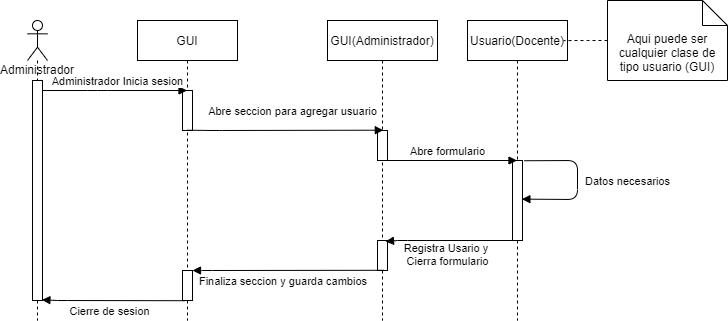 GUI
GUI(Administrador)
Usuario(Docente)
Aqui puede ser
cualquier clase de
tipo usuario (GUI)
Administrador
Administrador Inicia sesion
Abre seccion para agregar usuario
Abre formulario
Datos necesarios
Registra Usario y
Cierra formulario
Finaliza seccion y guarda cambios
Cierre de sesion